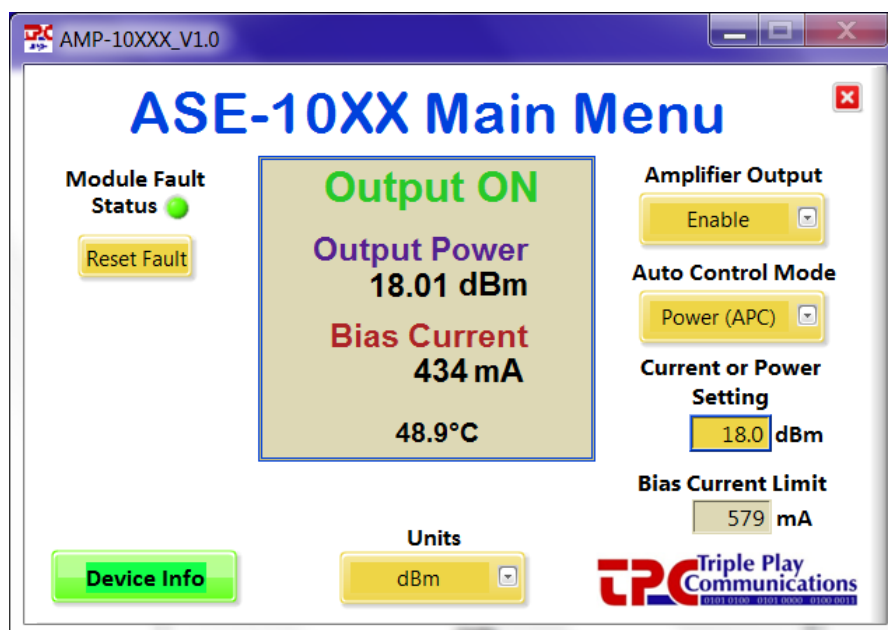 AMP-10XXX_V1.0
ASE-10XX Main Menu
Module Fault
Status
Reset Fault
Output ON
Output Power
18.01 dBm
Bias Current
434 mA
48.9°C
Amplifier Output
Enable
Auto Control Mode
Power (APC)
Current or Power
Setting
18.0 dBm
Bias Current Limit
579 mA
Units
dBm
Device Info
TPC Triple Play
Communications
0101 0100 0101 0000 0100 0011